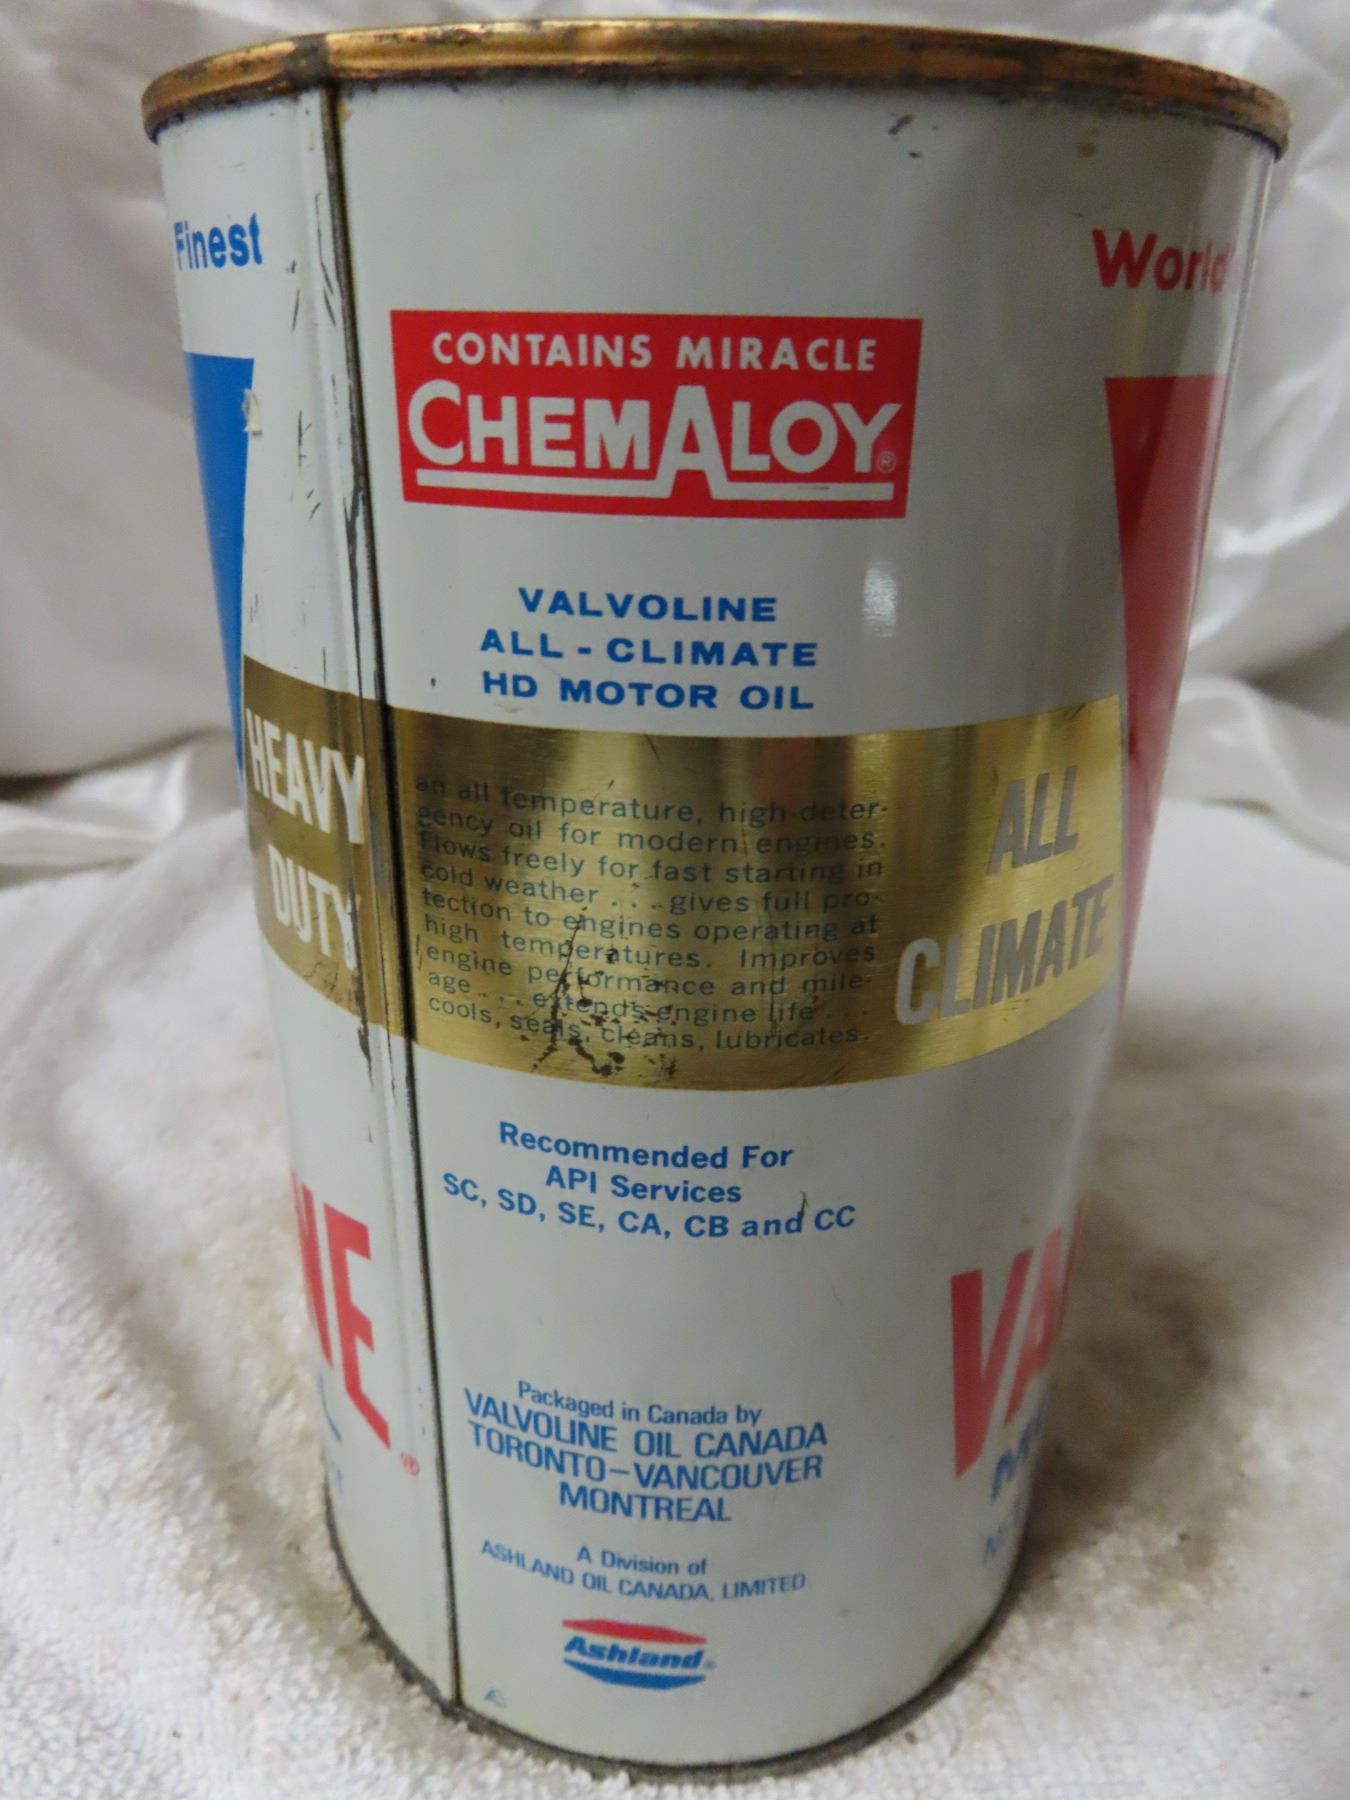 Finest
World's
CONTAINS MIRACLE
CHEMALOY®
VALVOLINE
ALL-CLIMATE
HD MOTOR OIL
HEAVY
DUTY
an all temperature, high deter-
gency oil for modern engines.
Flows freely for fast starting in
cold weather . . . gives full pro-
tection to engines operating at
high temperatures. Improves
engine performance and mile-
age . . . extends engine life . . .
cools, seals, cleans, lubricates.
ALL
CLIMATE
Recommended For
API Services
SC, SD, SE, CA, CB and CC
NE®
VAL
Packaged in Canada by
VALVOLINE OIL CANADA
TORONTO–VANCOUVER
MONTREAL
A Division of
ASHLAND OIL CANADA, LIMITED
Ashland®